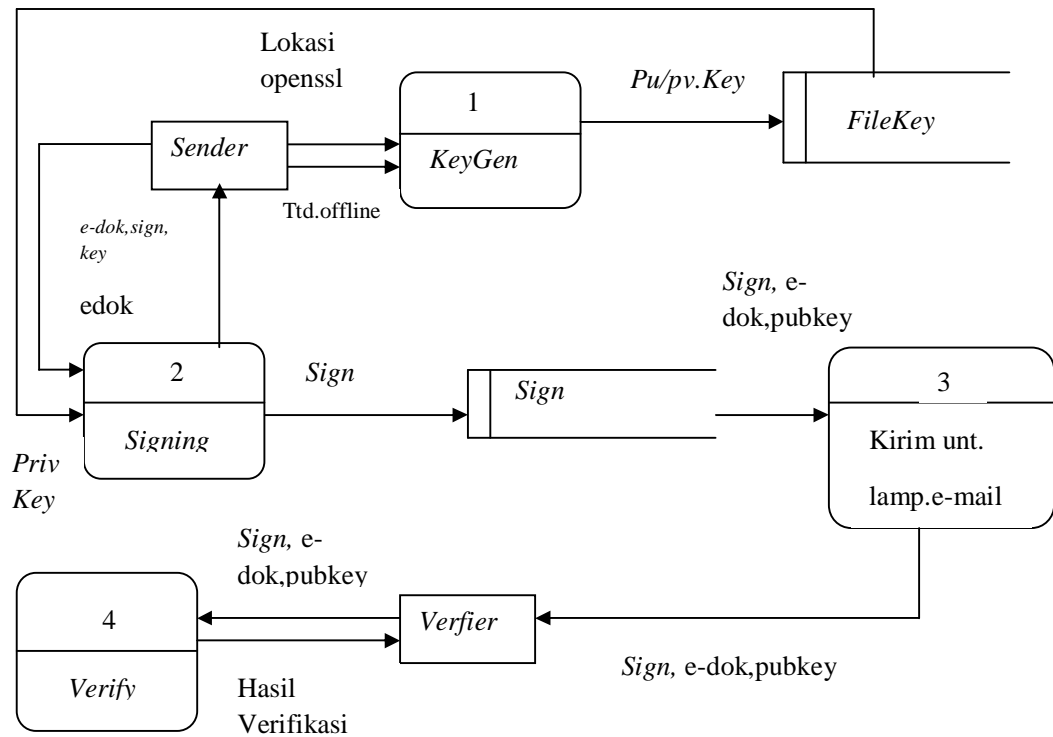 Lokasi
openssl
1
KeyGen
Pu/pv.Key
FileKey
Sender
Ttd.offline
e-dok,sign,
key
edok
2
Signing
Priv
Key
Sign
Sign
Sign, e-
dok,pubkey
3
Kirim unt.
lamp.e-mail
Sign, e-
dok,pubkey
4
Verify
Verfier
Sign, e-dok,pubkey
Hasil
Verifikasi